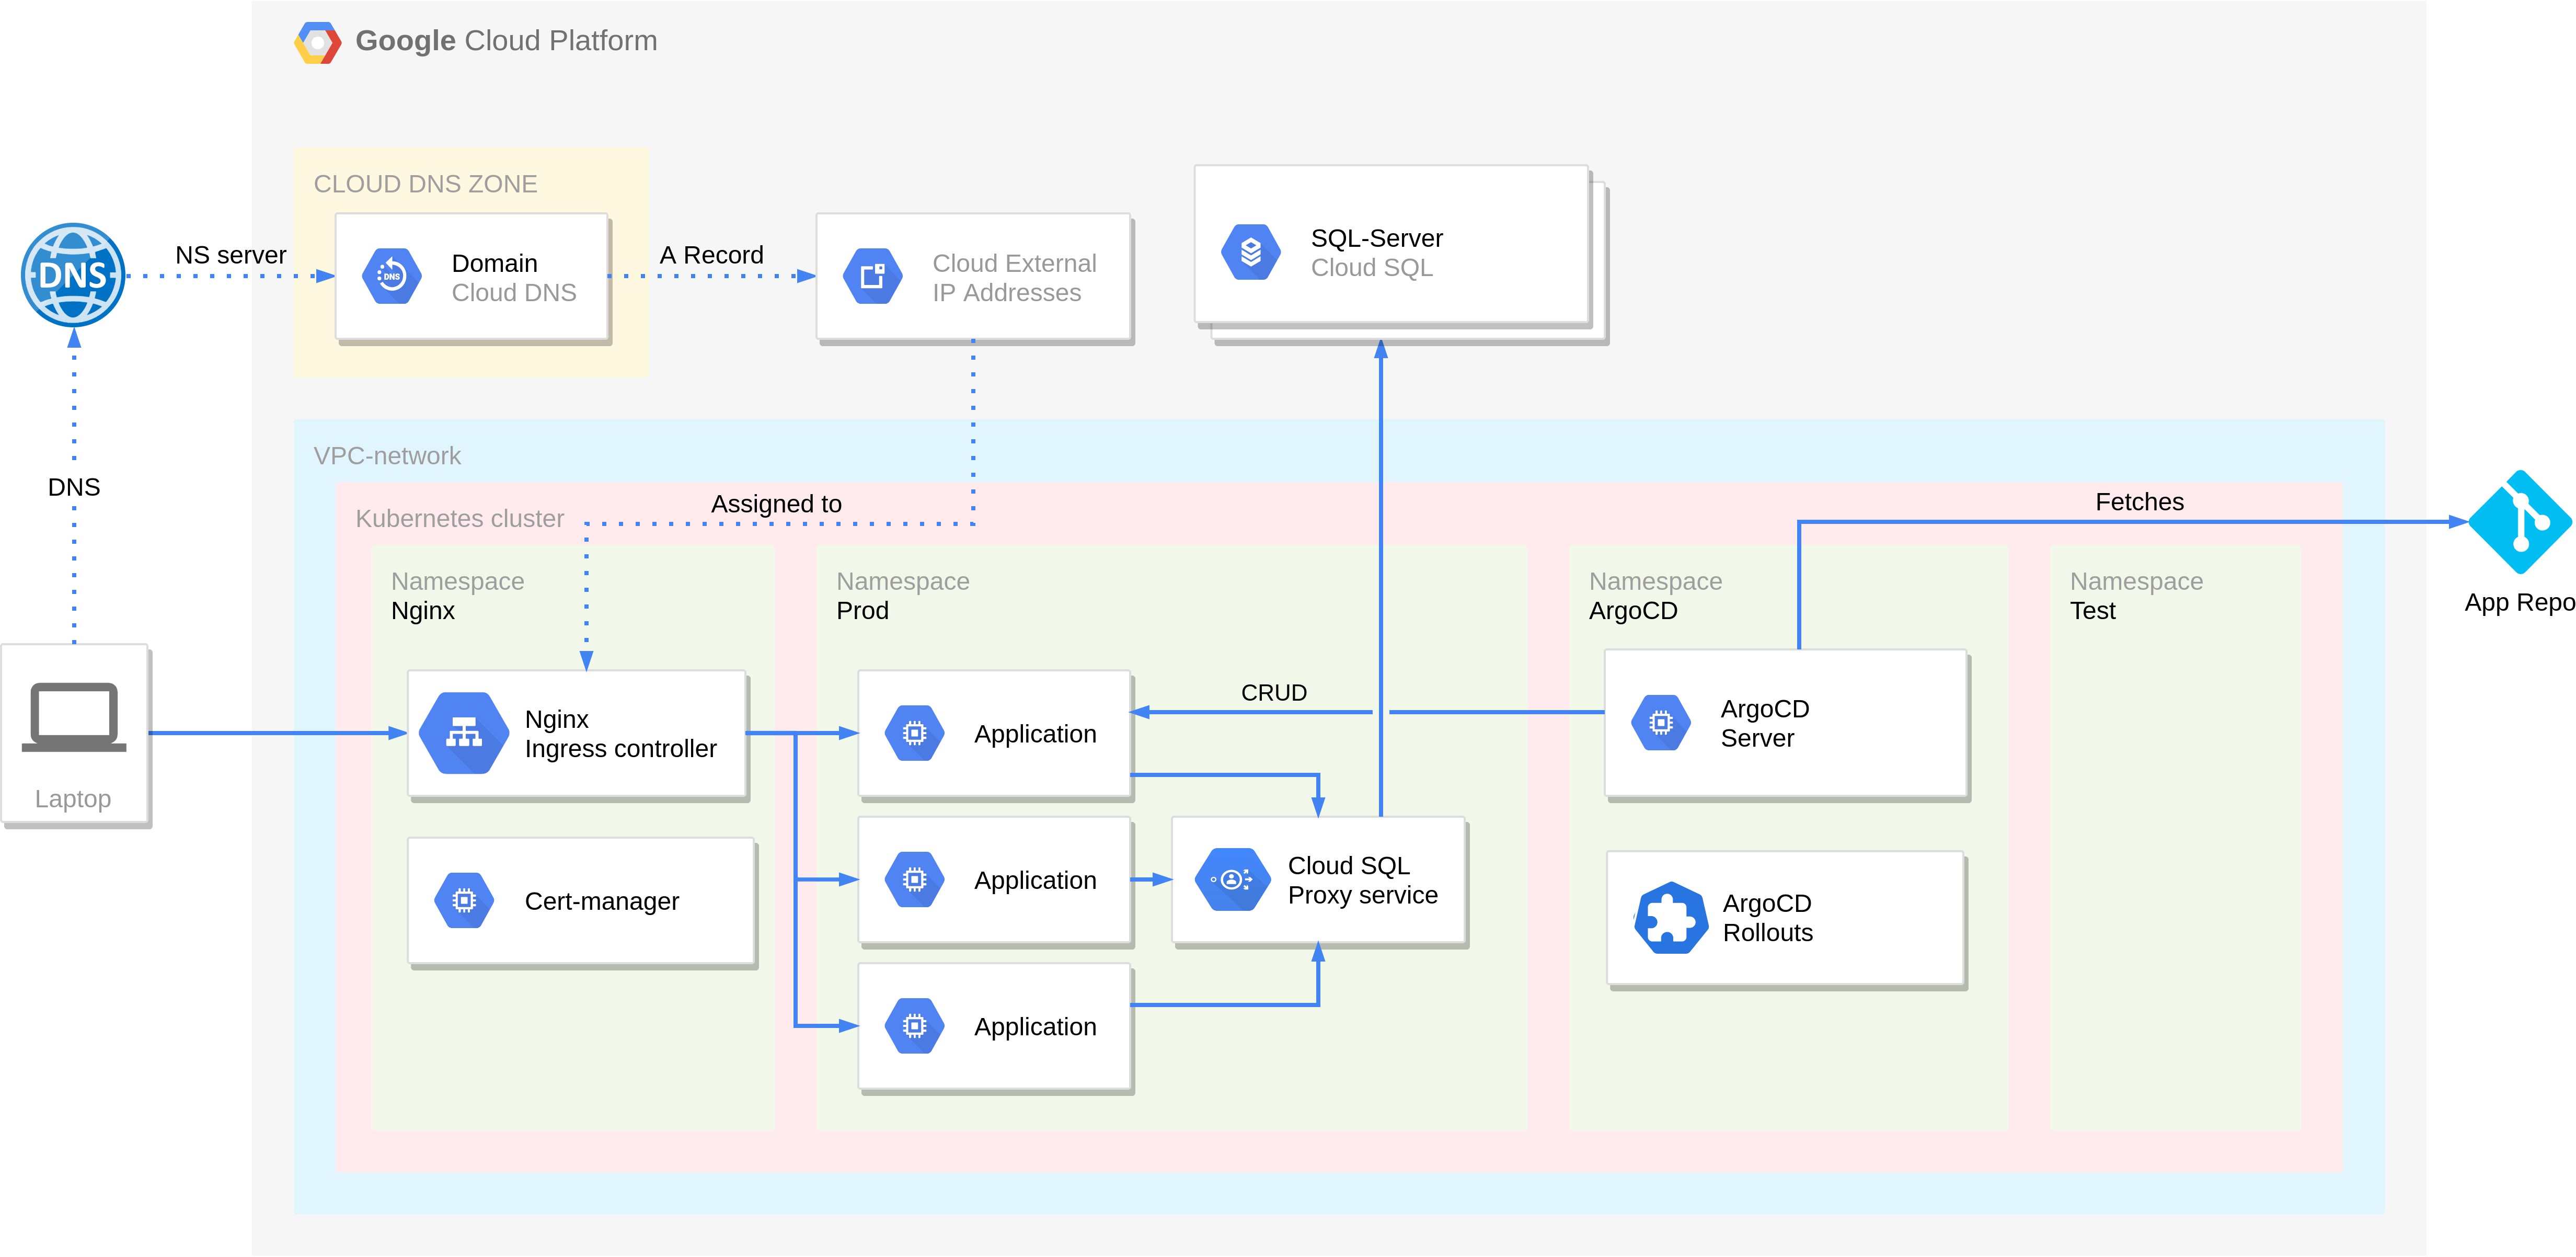 Google Cloud Platform
CLOUD DNS ZONE
DNS
NS server
DNS
Domain
Cloud DNS
A Record
Cloud External
IP Addresses
SQL-Server
Cloud SQL
VPC-network
DNS
Assigned to
Fetches
Kubernetes cluster
App Repo
Namespace
Nginx
Namespace
Prod
Namespace
ArgoCD
Namespace
Test
Laptop
Nginx
Ingress controller
Cert-manager
Application
CRUD
Application
Application
Cloud SQL
Proxy service
ArgoCD
Server
ArgoCD
Rollouts